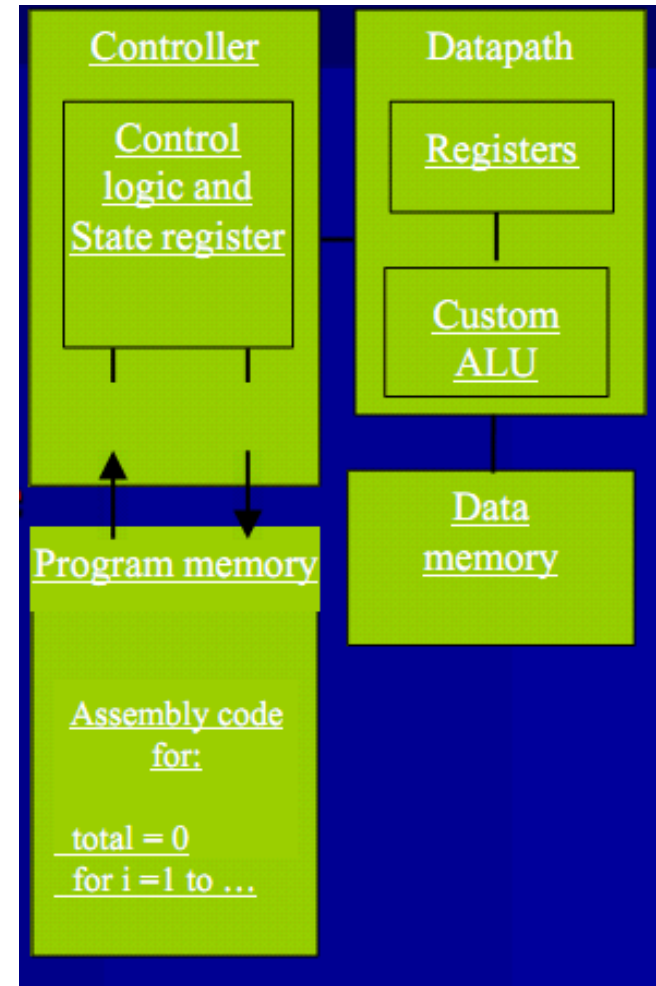 Controller
Control
logic and
State register
Datapath
Registers
Custom
ALU
Program memory
Assembly code
for:
total = 0
for i =1 to …
Data
memory